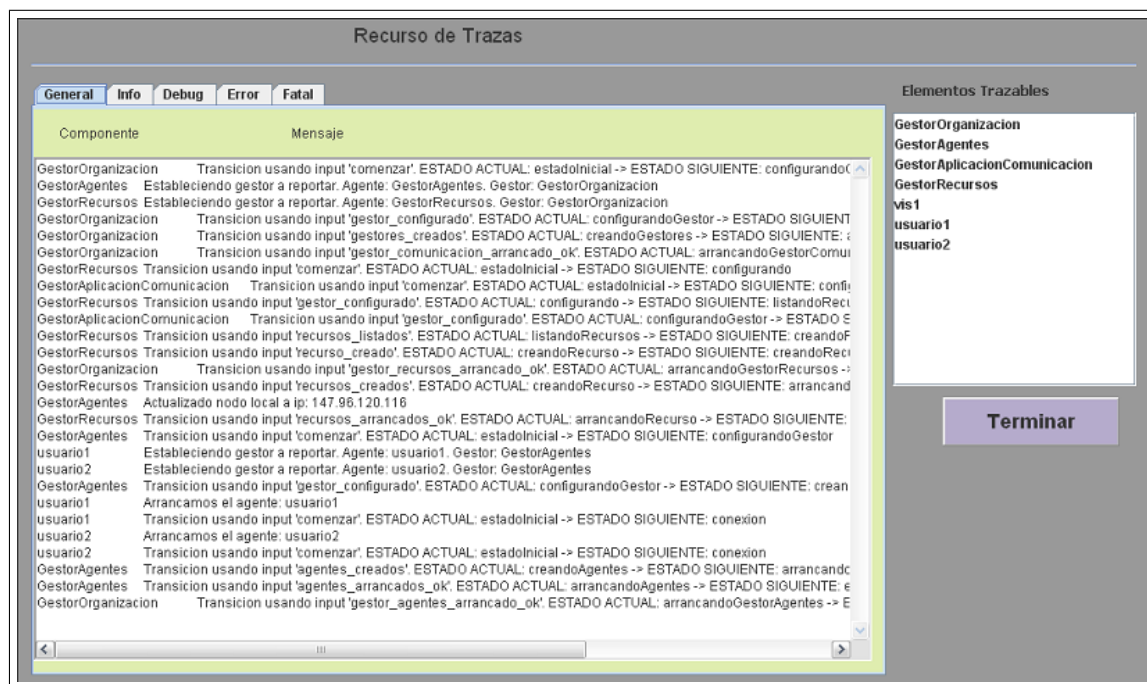 Recurso de Trazas
General Info Debug Error Fatal
Componente Mensaje
GestorOrganizacion Transicion usando input 'comenzar'. ESTADO ACTUAL: estadoInicial -> ESTADO SIGUIENTE: configurandoG
GestorAgentes Estableciendo gestor a reportar. Agente: GestorAgentes. Gestor: GestorOrganizacion
GestorRecursos Estableciendo gestor a reportar. Agente: GestorRecursos. Gestor: GestorOrganizacion
GestorOrganizacion Transicion usando input 'gestor_configurado'. ESTADO ACTUAL: configurandoGestor -> ESTADO SIGUIENT
GestorOrganizacion Transicion usando input 'gestores_creados'. ESTADO ACTUAL: creandoGestores -> ESTADO SIGUIENTE:
GestorOrganizacion Transicion usando input 'gestor_comunicacion_arrancado_ok'. ESTADO ACTUAL: arrancandoGestorComu
GestorRecursos Transicion usando input 'comenzar'. ESTADO ACTUAL: estadoInicial -> ESTADO SIGUIENTE: configurando
GestorAplicacionComunicacion Transicion usando input 'comenzar'. ESTADO ACTUAL: estadoInicial -> ESTADO SIGUIENTE: confi
GestorRecursos Transicion usando input 'gestor_configurado'. ESTADO ACTUAL: configurando -> ESTADO SIGUIENTE: listandoRecu
GestorAplicacionComunicacion Transicion usando input 'gestor_configurado'. ESTADO ACTUAL: configurandoGestor -> ESTADO S
GestorRecursos Transicion usando input 'recursos_listados'. ESTADO ACTUAL: listandoRecursos -> ESTADO SIGUIENTE: creandoR
GestorRecursos Transicion usando input 'recurso_creado'. ESTADO ACTUAL: creandoRecurso -> ESTADO SIGUIENTE: creandoRecu
GestorOrganizacion Transicion usando input 'gestor_recursos_arrancado_ok'. ESTADO ACTUAL: arrancandoGestorRecursos -
GestorRecursos Transicion usando input 'recursos_creados'. ESTADO ACTUAL: creandoRecurso -> ESTADO SIGUIENTE: arrancand
GestorAgentes Actualizado nodo local a ip: 147.96.120.116
GestorRecursos Transicion usando input 'recursos_arrancados_ok'. ESTADO ACTUAL: arrancandoRecurso -> ESTADO SIGUIENTE:
GestorAgentes Transicion usando input 'comenzar'. ESTADO ACTUAL: estadoInicial -> ESTADO SIGUIENTE: configurandoGestor
usuario1 Estableciendo gestor a reportar. Agente: usuario1. Gestor: GestorAgentes
usuario2 Estableciendo gestor a reportar. Agente: usuario2. Gestor: GestorAgentes
GestorAgentes Transicion usando input 'gestor_configurado'. ESTADO ACTUAL: configurandoGestor -> ESTADO SIGUIENTE: crean
usuario1 Arrancamos el agente: usuario1
usuario1 Transicion usando input 'comenzar'. ESTADO ACTUAL: estadoInicial -> ESTADO SIGUIENTE: conexion
usuario2 Arrancamos el agente: usuario2
usuario2 Transicion usando input 'comenzar'. ESTADO ACTUAL: estadoInicial -> ESTADO SIGUIENTE: conexion
GestorAgentes Transicion usando input 'agentes_creados'. ESTADO ACTUAL: creandoAgentes -> ESTADO SIGUIENTE: arrancando
GestorAgentes Transicion usando input 'agentes_arrancados_ok'. ESTADO ACTUAL: arrancandoAgentes -> ESTADO SIGUIENTE: e
GestorOrganizacion Transicion usando input 'gestor_agentes_arrancado_ok'. ESTADO ACTUAL: arrancandoGestorAgentes -> E
Elementos Trazables
GestorOrganizacion
GestorAgentes
GestorAplicacionComunicacion
GestorRecursos
vis1
usuario1
usuario2
Terminar